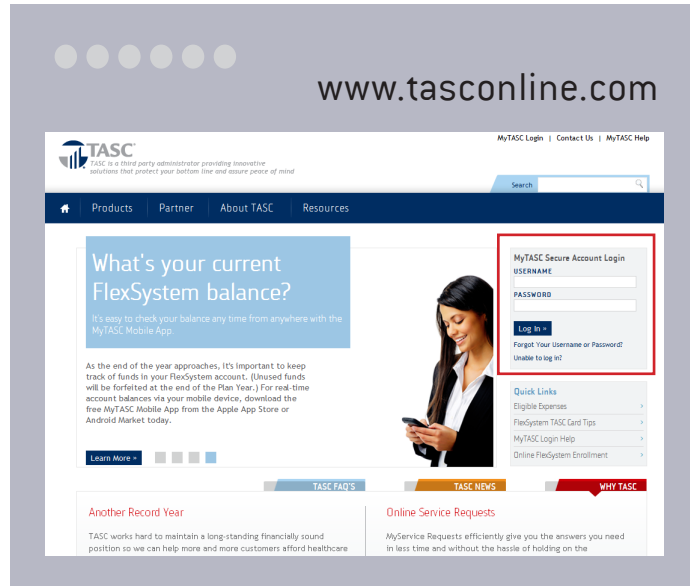 www.tasconline.com
MyTASC Login | Contact Us | MyTASC Help
TASC
TASC is a third party administrator providing innovative
solutions that protect your bottom line and assure peace of mind
Search
Products Partner About TASC Resources
What's your current
FlexSystem balance?
It's easy to check your balance any time from anywhere with the
MyTASC Mobile App.
As the end of the year approaches, it's important to keep
track of funds in your FlexSystem account. (Unused funds
will be forfeited at the end of the Plan Year.) For real-time
account balances via your mobile device, download the
free MyTASC Mobile App from the Apple App Store or
Android Market today.
Learn More »
MyTASC Secure Account Login
USERNAME
PASSWORD
Log In »
Forgot Your Username or Password?
Unable to log in?
Quick Links
Eligible Expenses ›
FlexSystem TASC Card Tips ›
MyTASC Login Help ›
Online FlexSystem Enrollment ›
TASC FAQ'S TASC NEWS WHY TASC
Another Record Year
TASC works hard to maintain a long-standing financially sound
position so we can help more and more customers afford healthcare
Online Service Requests
MyService Requests efficiently give you the answers you need
in less time and without the hassle of holding on the